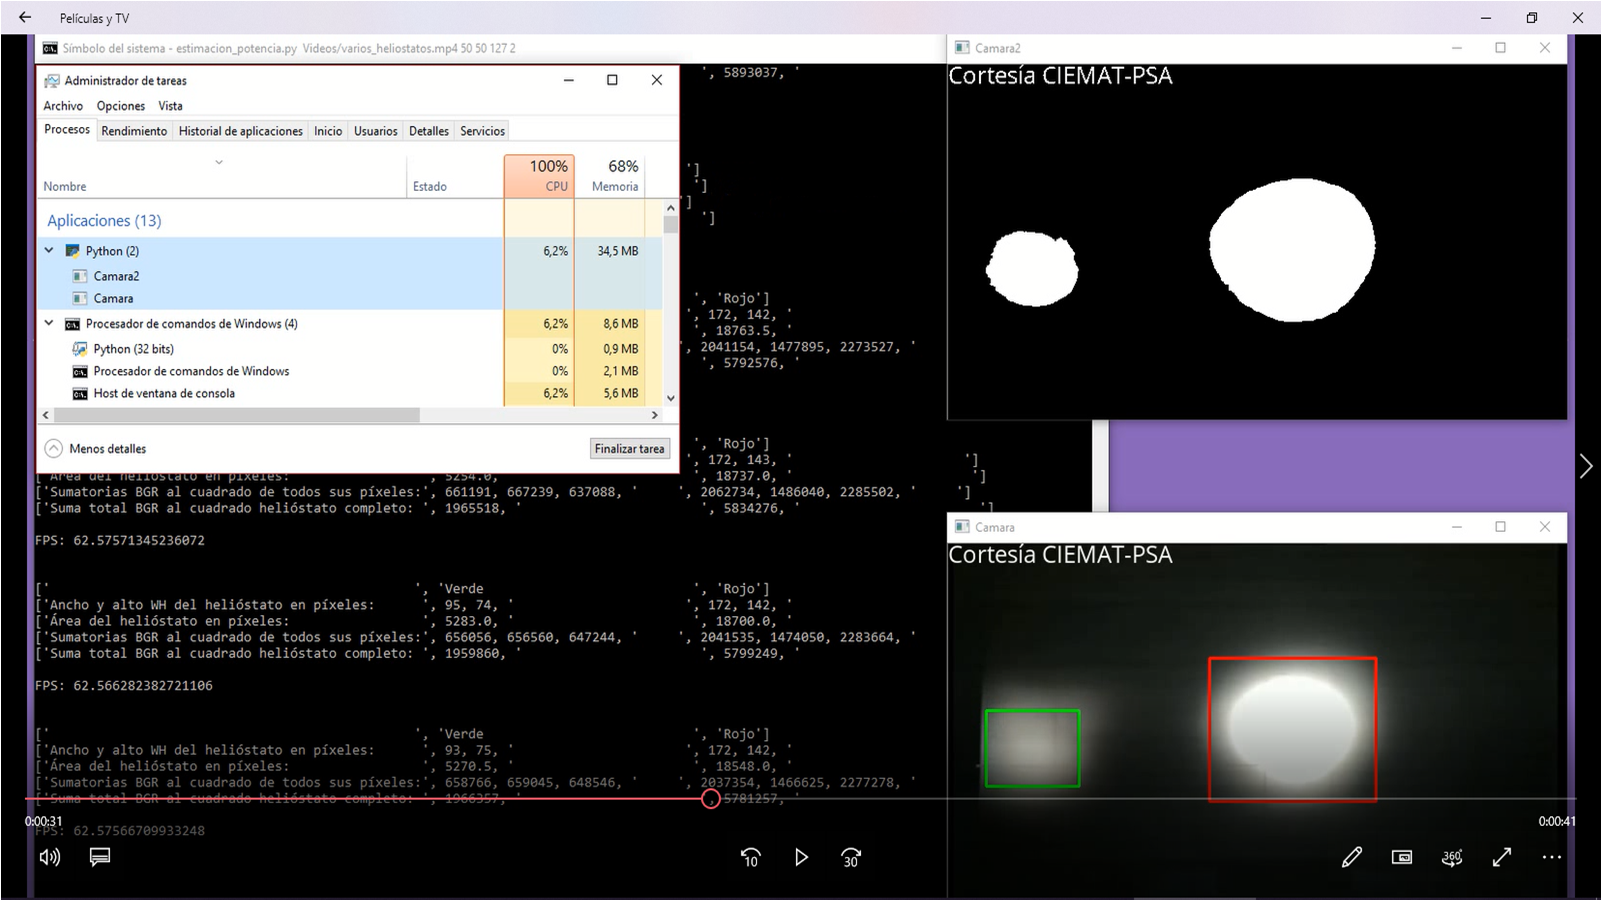 Películas y TV
Símbolo del sistema - estimacion_potencia.py Videos/varios_heliostatos.mp4 50 50 127 2
Administrador de tareas
Archivo Opciones Vista
Procesos Rendimiento Historial de aplicaciones Inicio Usuarios Detalles Servicios
100% 68%
Nombre Estado CPU Memoria
Aplicaciones (13)
Python (2) 6,2% 34,5 MB
Camara2
Camara
Procesador de comandos de Windows (4) 6,2% 8,6 MB
Python (32 bits) 0% 0,9 MB
Procesador de comandos de Windows 0% 2,1 MB
Host de ventana de consola 6,2% 5,6 MB
Menos detalles Finalizar tarea
', 5893037, '
']
']
']
']
', 'Rojo']
', 172, 142, '
', 18763.5, '
', 2041154, 1477895, 2273527, '
', 5792576, '
', 'Rojo']
', 172, 143, ' ']
['Área del helióstato en píxeles: ', 5254.0, ', 18737.0, ' ']
['Sumatorias BGR al cuadrado de todos sus píxeles:', 661191, 667239, 637088, ' ', 2062734, 1486040, 2285502, ' ']
['Suma total BGR al cuadrado helióstato completo: ', 1965518, ' ', 5834276, ' ']
FPS: 62.57571345236072
[' ', 'Verde ', 'Rojo']
['Ancho y alto WH del helióstato en píxeles: ', 95, 74, ' ', 172, 142, '
['Área del helióstato en píxeles: ', 5283.0, ' ', 18700.0, '
['Sumatorias BGR al cuadrado de todos sus píxeles:', 656056, 656560, 647244, ' ', 2041535, 1474050, 2283664, '
['Suma total BGR al cuadrado helióstato completo: ', 1959860, ' ', 5799249, '
FPS: 62.566282382721106
[' ', 'Verde ', 'Rojo']
['Ancho y alto WH del helióstato en píxeles: ', 93, 75, ' ', 172, 142, '
['Área del helióstato en píxeles: ', 5270.5, ' ', 18548.0, '
['Sumatorias BGR al cuadrado de todos sus píxeles:', 658766, 659045, 648546, ' ', 2037354, 1466625, 2277278, '
['Suma total BGR al cuadrado helióstato completo: ', 1966357, ' ', 5781257, '
FPS: 62.57566709933248
Camara2
Cortesía CIEMAT-PSA
Camara
Cortesía CIEMAT-PSA
0:00:31 0:00:41
10 30 360°